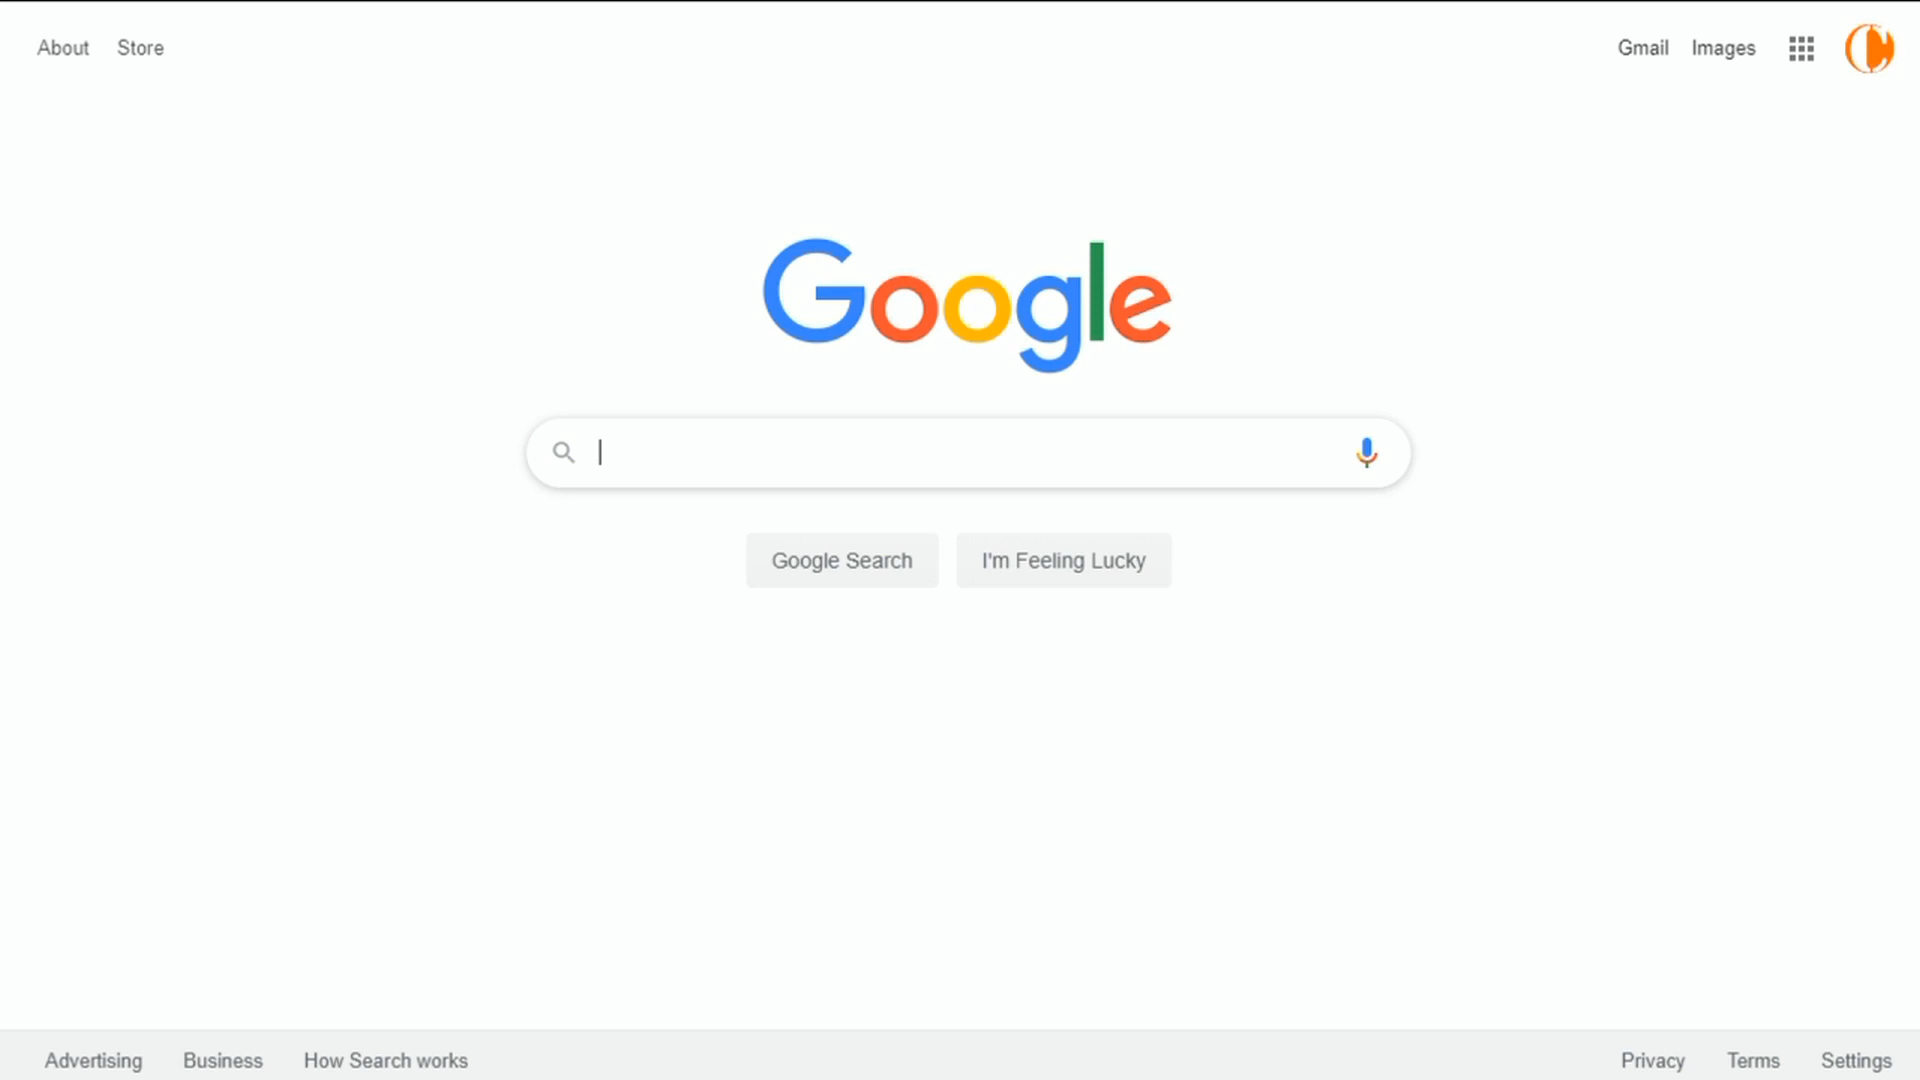 About Store
Gmail Images
Google
Google Search I'm Feeling Lucky
Advertising Business How Search works
Privacy Terms Settings